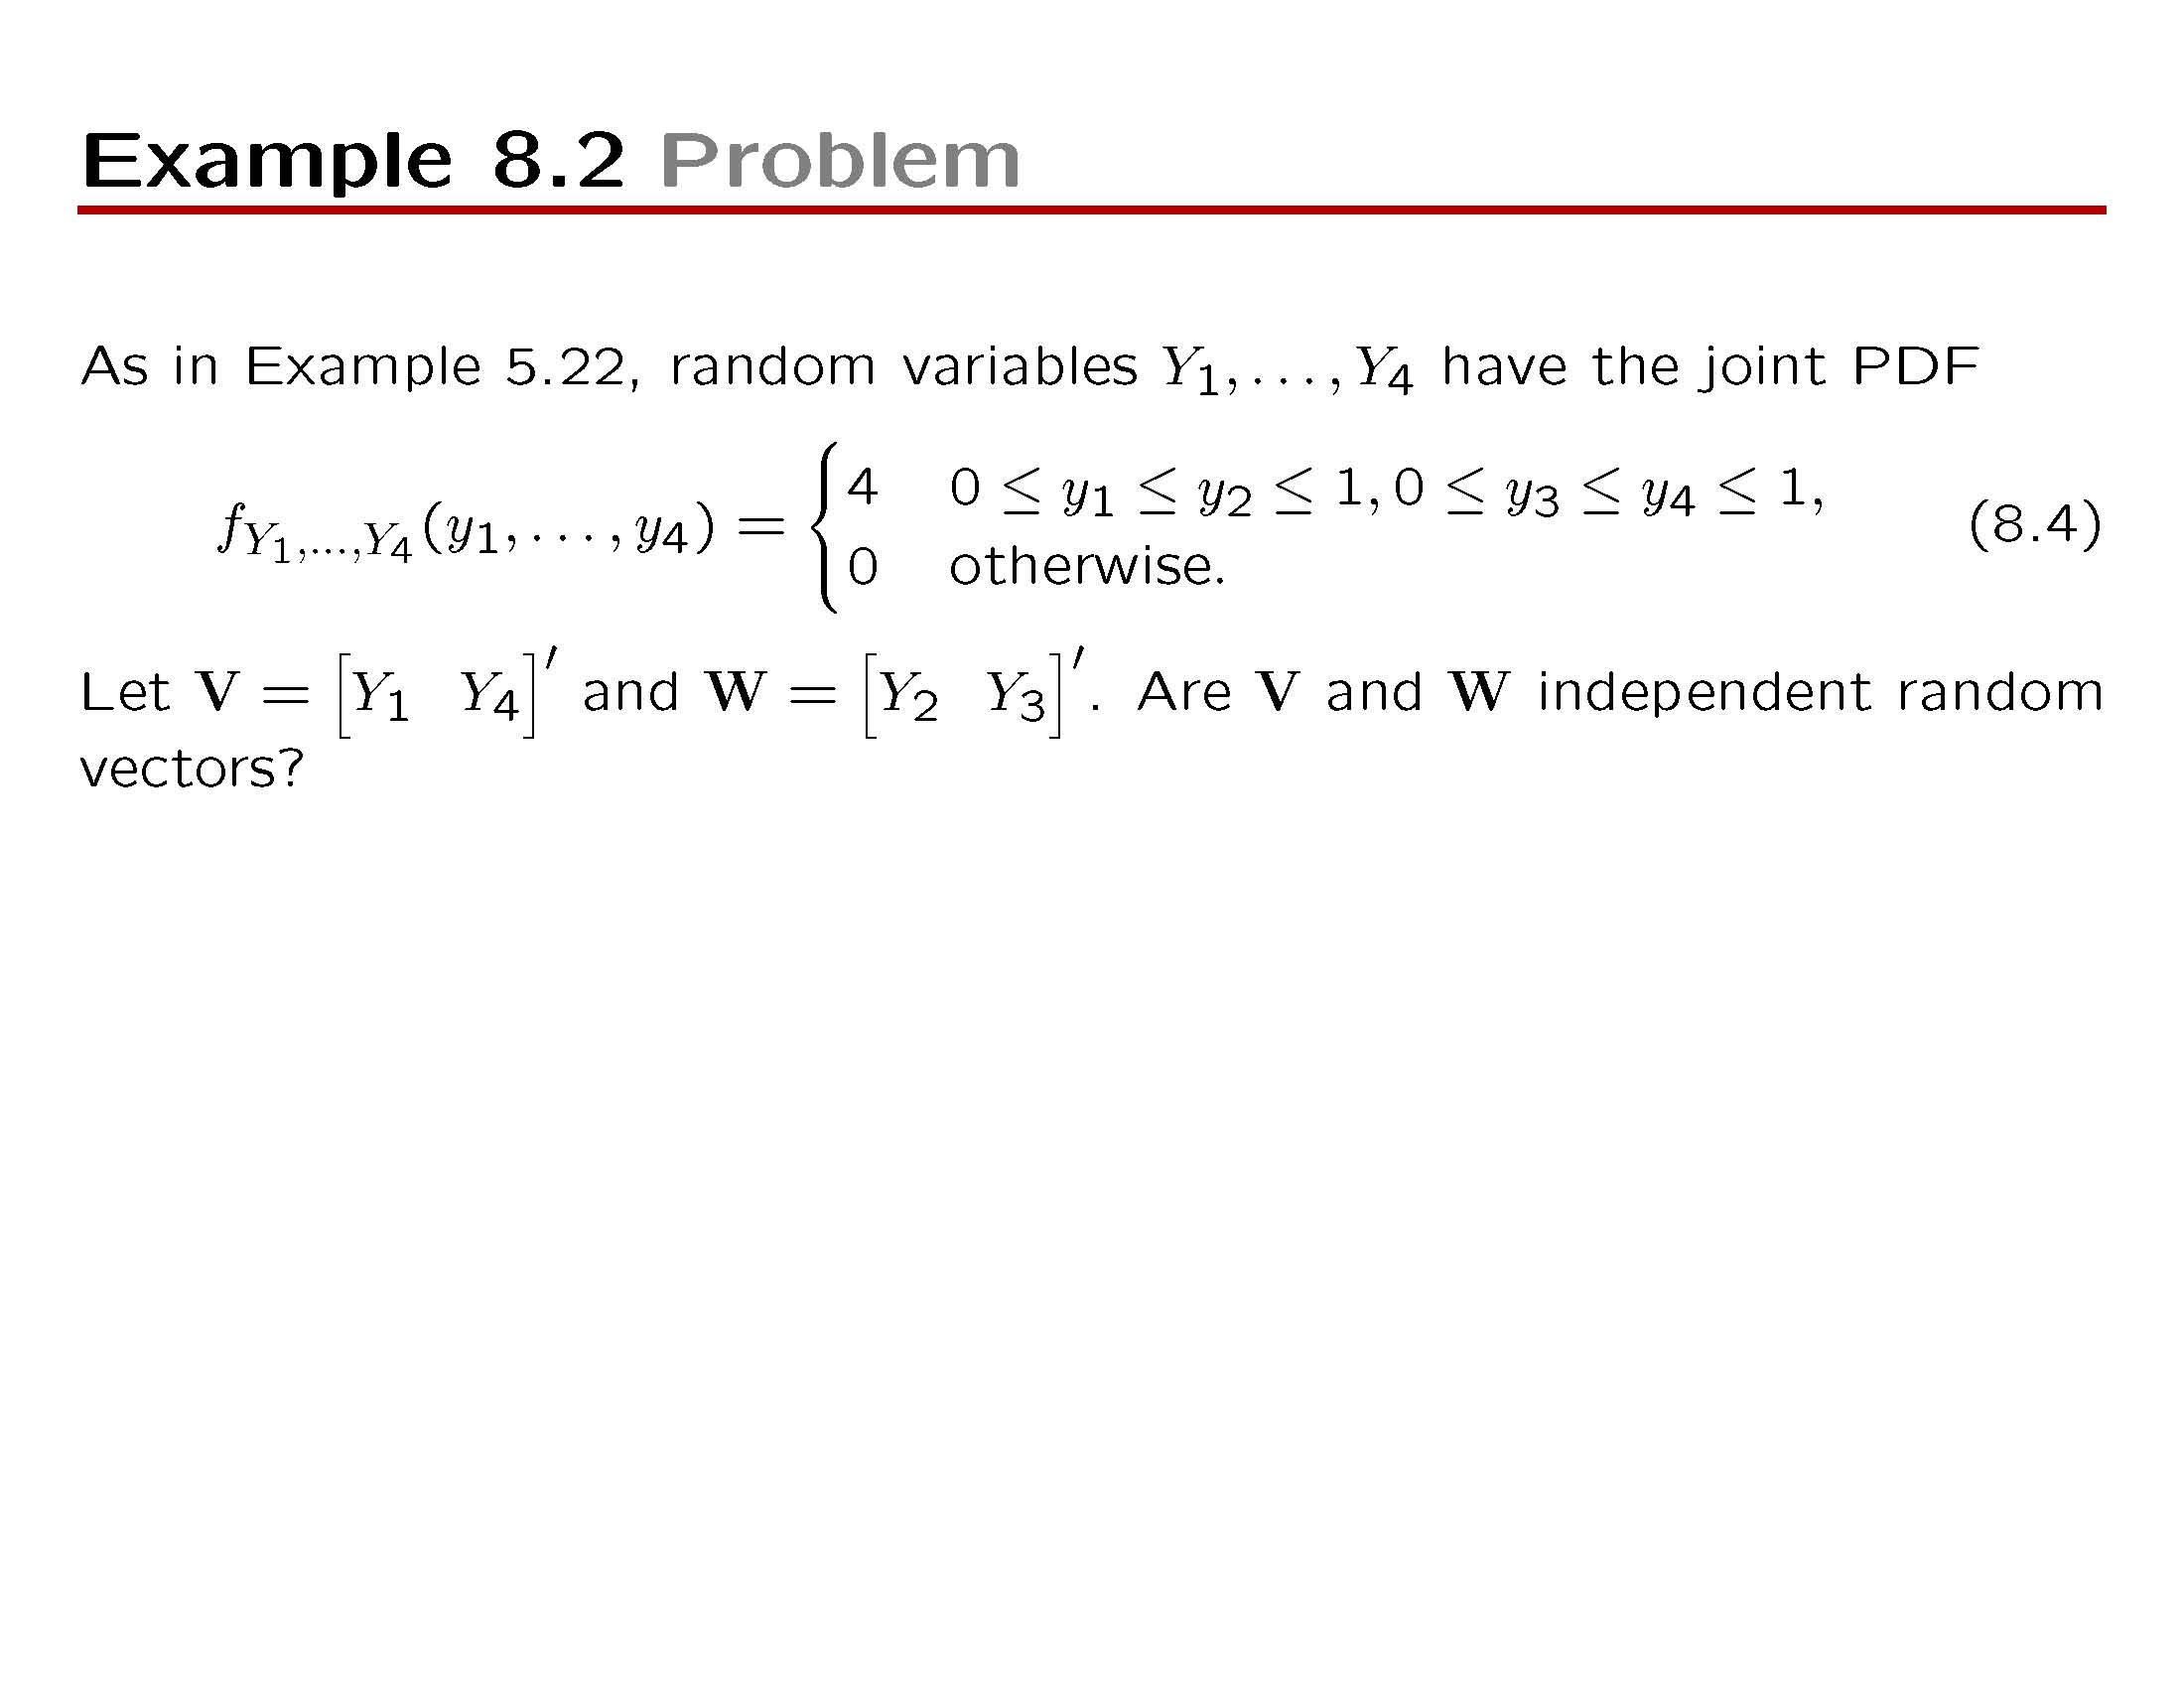 Example 8.2 Problem
As in Example 5.22, random variables Y₁, . . . , Y₄ have the joint PDF
f_{Y₁,...,Y₄}(y₁, . . . , y₄) = { 4 0 ≤ y₁ ≤ y₂ ≤ 1, 0 ≤ y₃ ≤ y₄ ≤ 1,
0 otherwise. (8.4)
Let V = [Y₁ Y₄]′ and W = [Y₂ Y₃]′. Are V and W independent random
vectors?